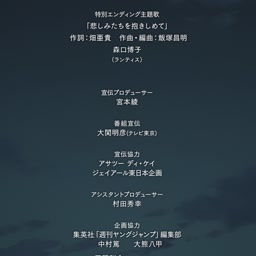 特別エンディング主題歌
「悲しみたちを抱きしめて」
作詞：畑亜貴　作曲・編曲：飯塚昌明
森口博子
(ランティス)
宣伝プロデューサー
宮本綾
番組宣伝
大関明彦(テレビ東京)
宣伝協力
アサツー ディ・ケイ
ジェイアール東日本企画
アシスタントプロデューサー
村田秀幸
企画協力
集英社「週刊ヤングジャンプ」編集部
中村篤　大熊八甲